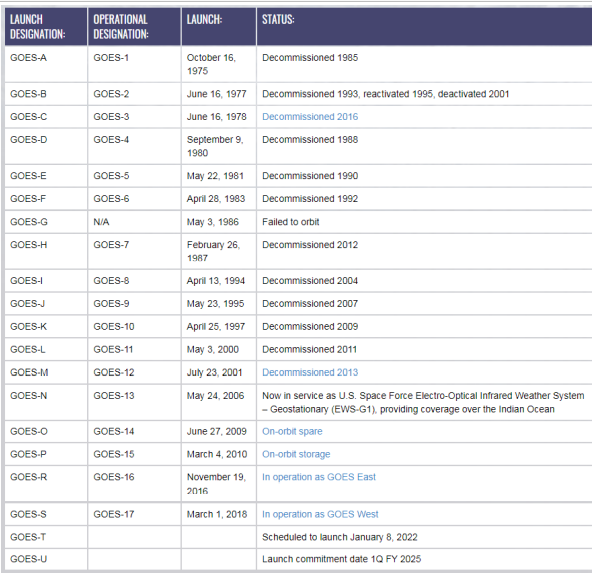 LAUNCH DESIGNATION: OPERATIONAL DESIGNATION: LAUNCH: STATUS:
GOES-A GOES-1 October 16, 1975 Decommissioned 1985
GOES-B GOES-2 June 16, 1977 Decommissioned 1993, reactivated 1995, deactivated 2001
GOES-C GOES-3 June 16, 1978 Decommissioned 2016
GOES-D GOES-4 September 9, 1980 Decommissioned 1988
GOES-E GOES-5 May 22, 1981 Decommissioned 1990
GOES-F GOES-6 April 28, 1983 Decommissioned 1992
GOES-G N/A May 3, 1986 Failed to orbit
GOES-H GOES-7 February 26, 1987 Decommissioned 2012
GOES-I GOES-8 April 13, 1994 Decommissioned 2004
GOES-J GOES-9 May 23, 1995 Decommissioned 2007
GOES-K GOES-10 April 25, 1997 Decommissioned 2009
GOES-L GOES-11 May 3, 2000 Decommissioned 2011
GOES-M GOES-12 July 23, 2001 Decommissioned 2013
GOES-N GOES-13 May 24, 2006 Now in service as U.S. Space Force Electro-Optical Infrared Weather System
– Geostationary (EWS-G1), providing coverage over the Indian Ocean
GOES-O GOES-14 June 27, 2009 On-orbit spare
GOES-P GOES-15 March 4, 2010 On-orbit storage
GOES-R GOES-16 November 19, 2016 In operation as GOES East
GOES-S GOES-17 March 1, 2018 In operation as GOES West
GOES-T Scheduled to launch January 8, 2022
GOES-U Launch commitment date 1Q FY 2025